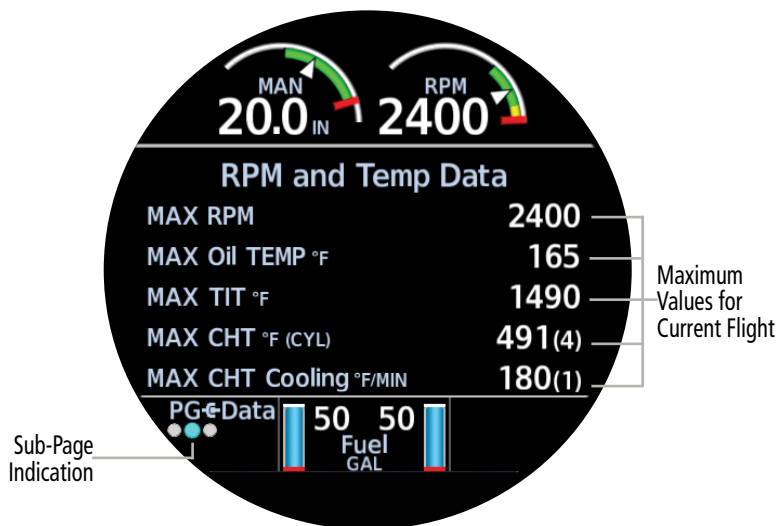 MAN
20.0 IN
RPM
2400
RPM and Temp Data
MAX RPM 2400
MAX Oil TEMP °F 165
MAX TIT °F 1490
MAX CHT °F (CYL) 491(4)
MAX CHT Cooling °F/MIN 180(1)
Maximum
Values for
Current Flight
PG Data
50 50
Fuel
GAL
Sub-Page
Indication